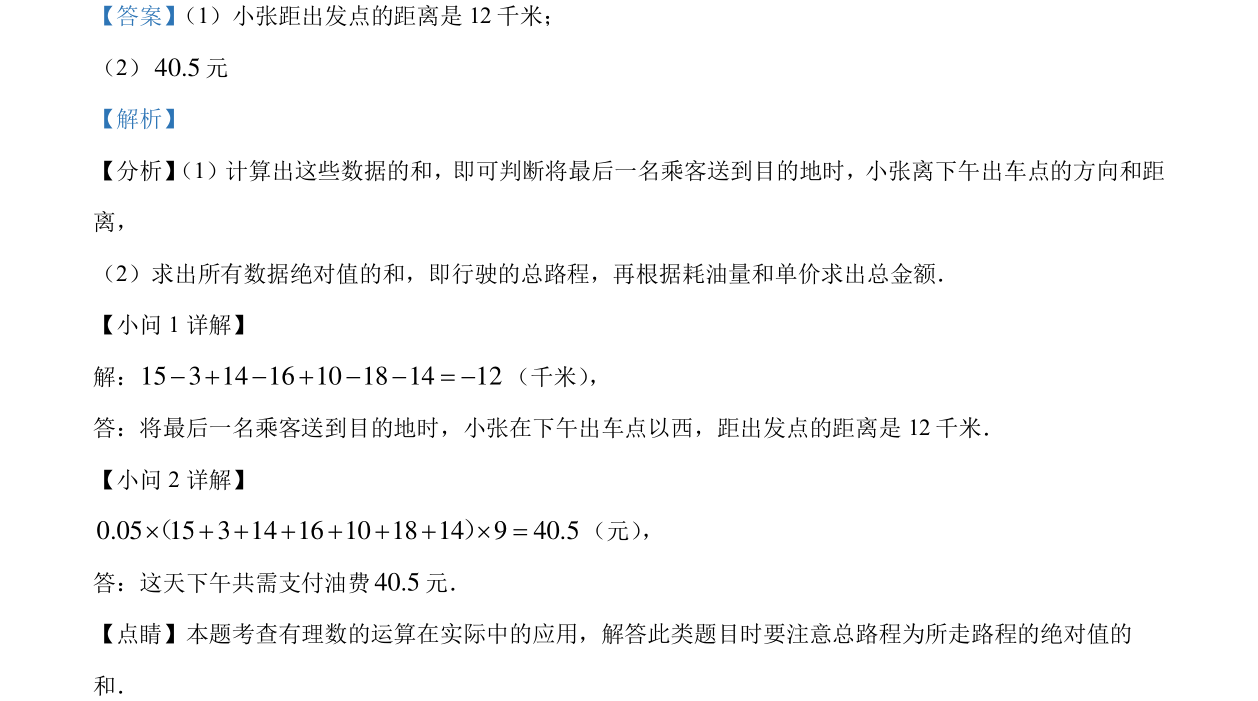 【答案】（1）小张距出发点的距离是 12 千米；
（2）40.5 元
【解析】
【分析】（1）计算出这些数据的和，即可判断将最后一名乘客送到目的地时，小张离下午出车点的方向和距
离，
（2）求出所有数据绝对值的和，即行驶的总路程，再根据耗油量和单价求出总金额．
【小问 1 详解】
解：15−3+14−16+10−18−14=−12（千米），
答：将最后一名乘客送到目的地时，小张在下午出车点以西，距出发点的距离是 12 千米．
【小问 2 详解】
0.05×(15+3+14+16+10+18+14)×9=40.5（元），
答：这天下午共需支付油费 40.5 元．
【点睛】本题考查有理数的运算在实际中的应用，解答此类题目时要注意总路程为所走路程的绝对值的
和．